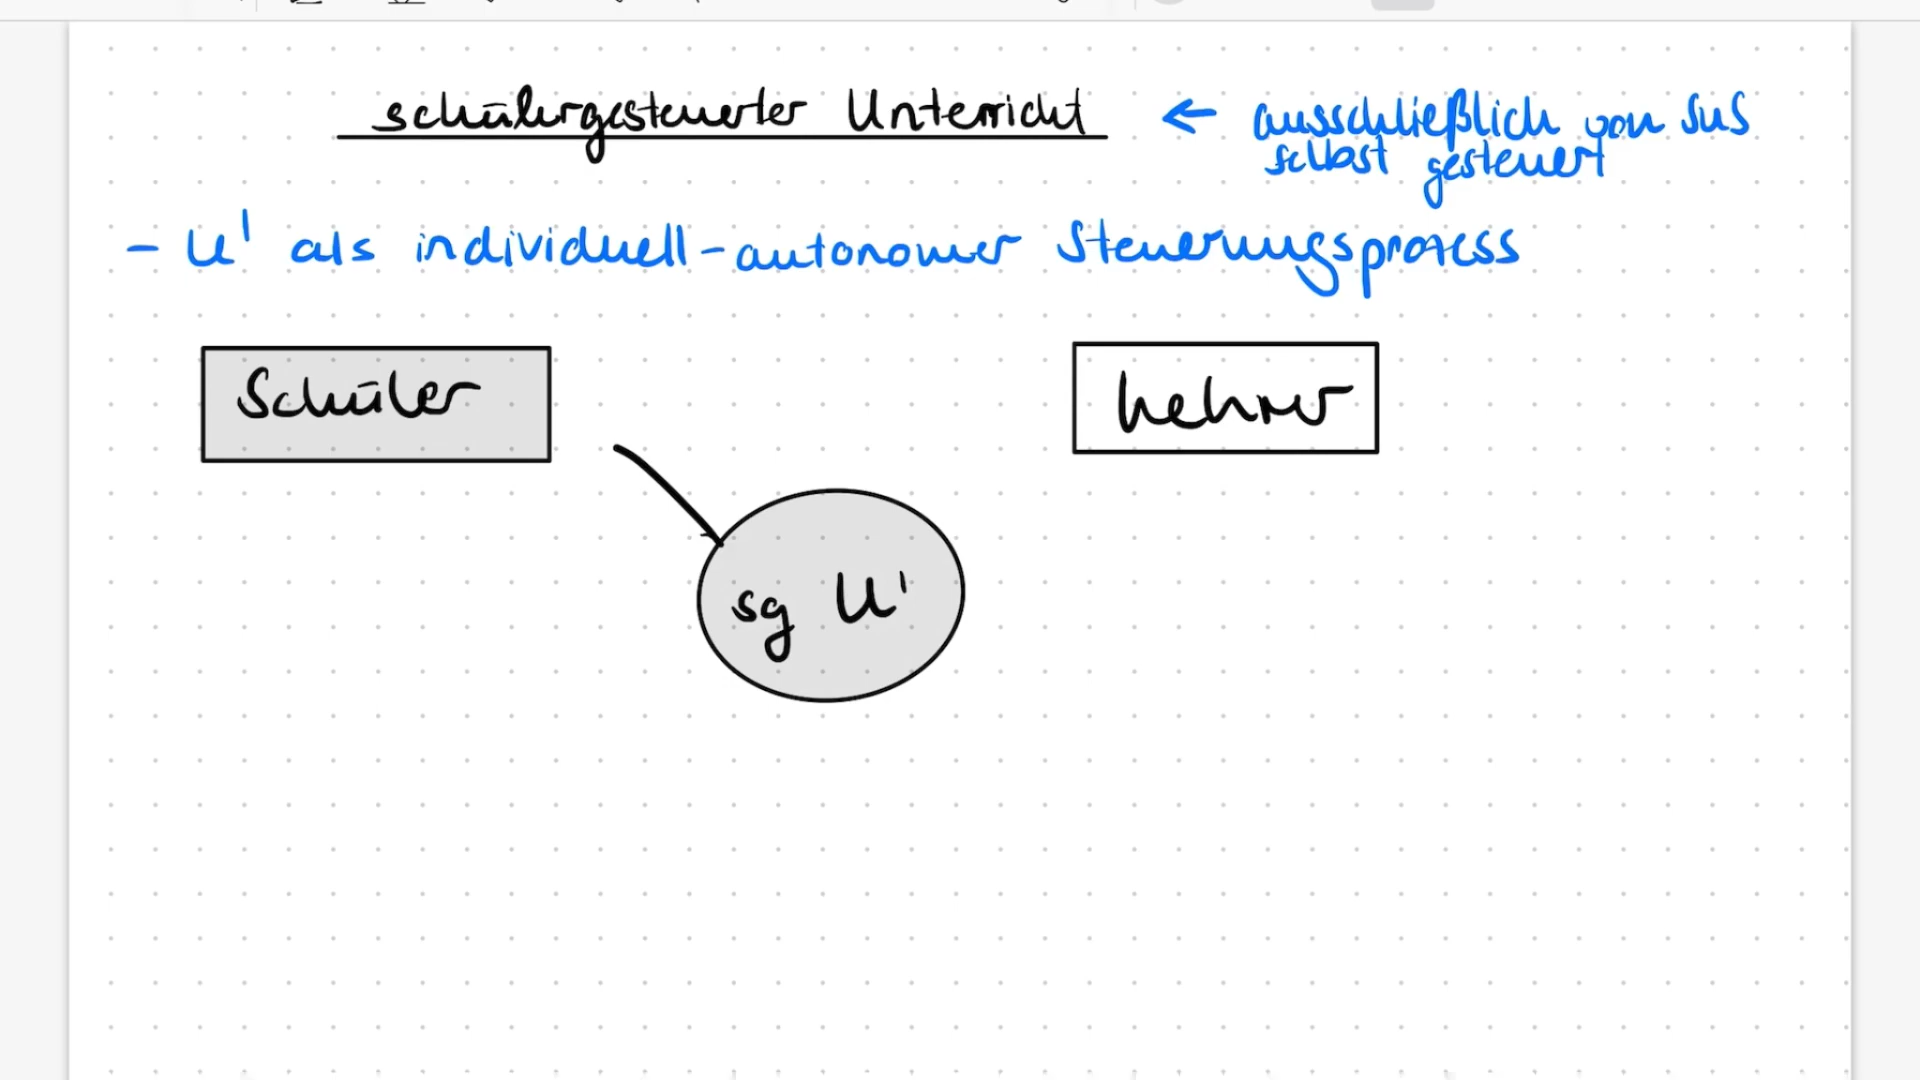 schülergesteuerter Unterricht ← ausschließlich von SuS
selbst gesteuert
- U' als individuell-autonomer Steuerungsprozess
Schüler
Lehrer
sg U'